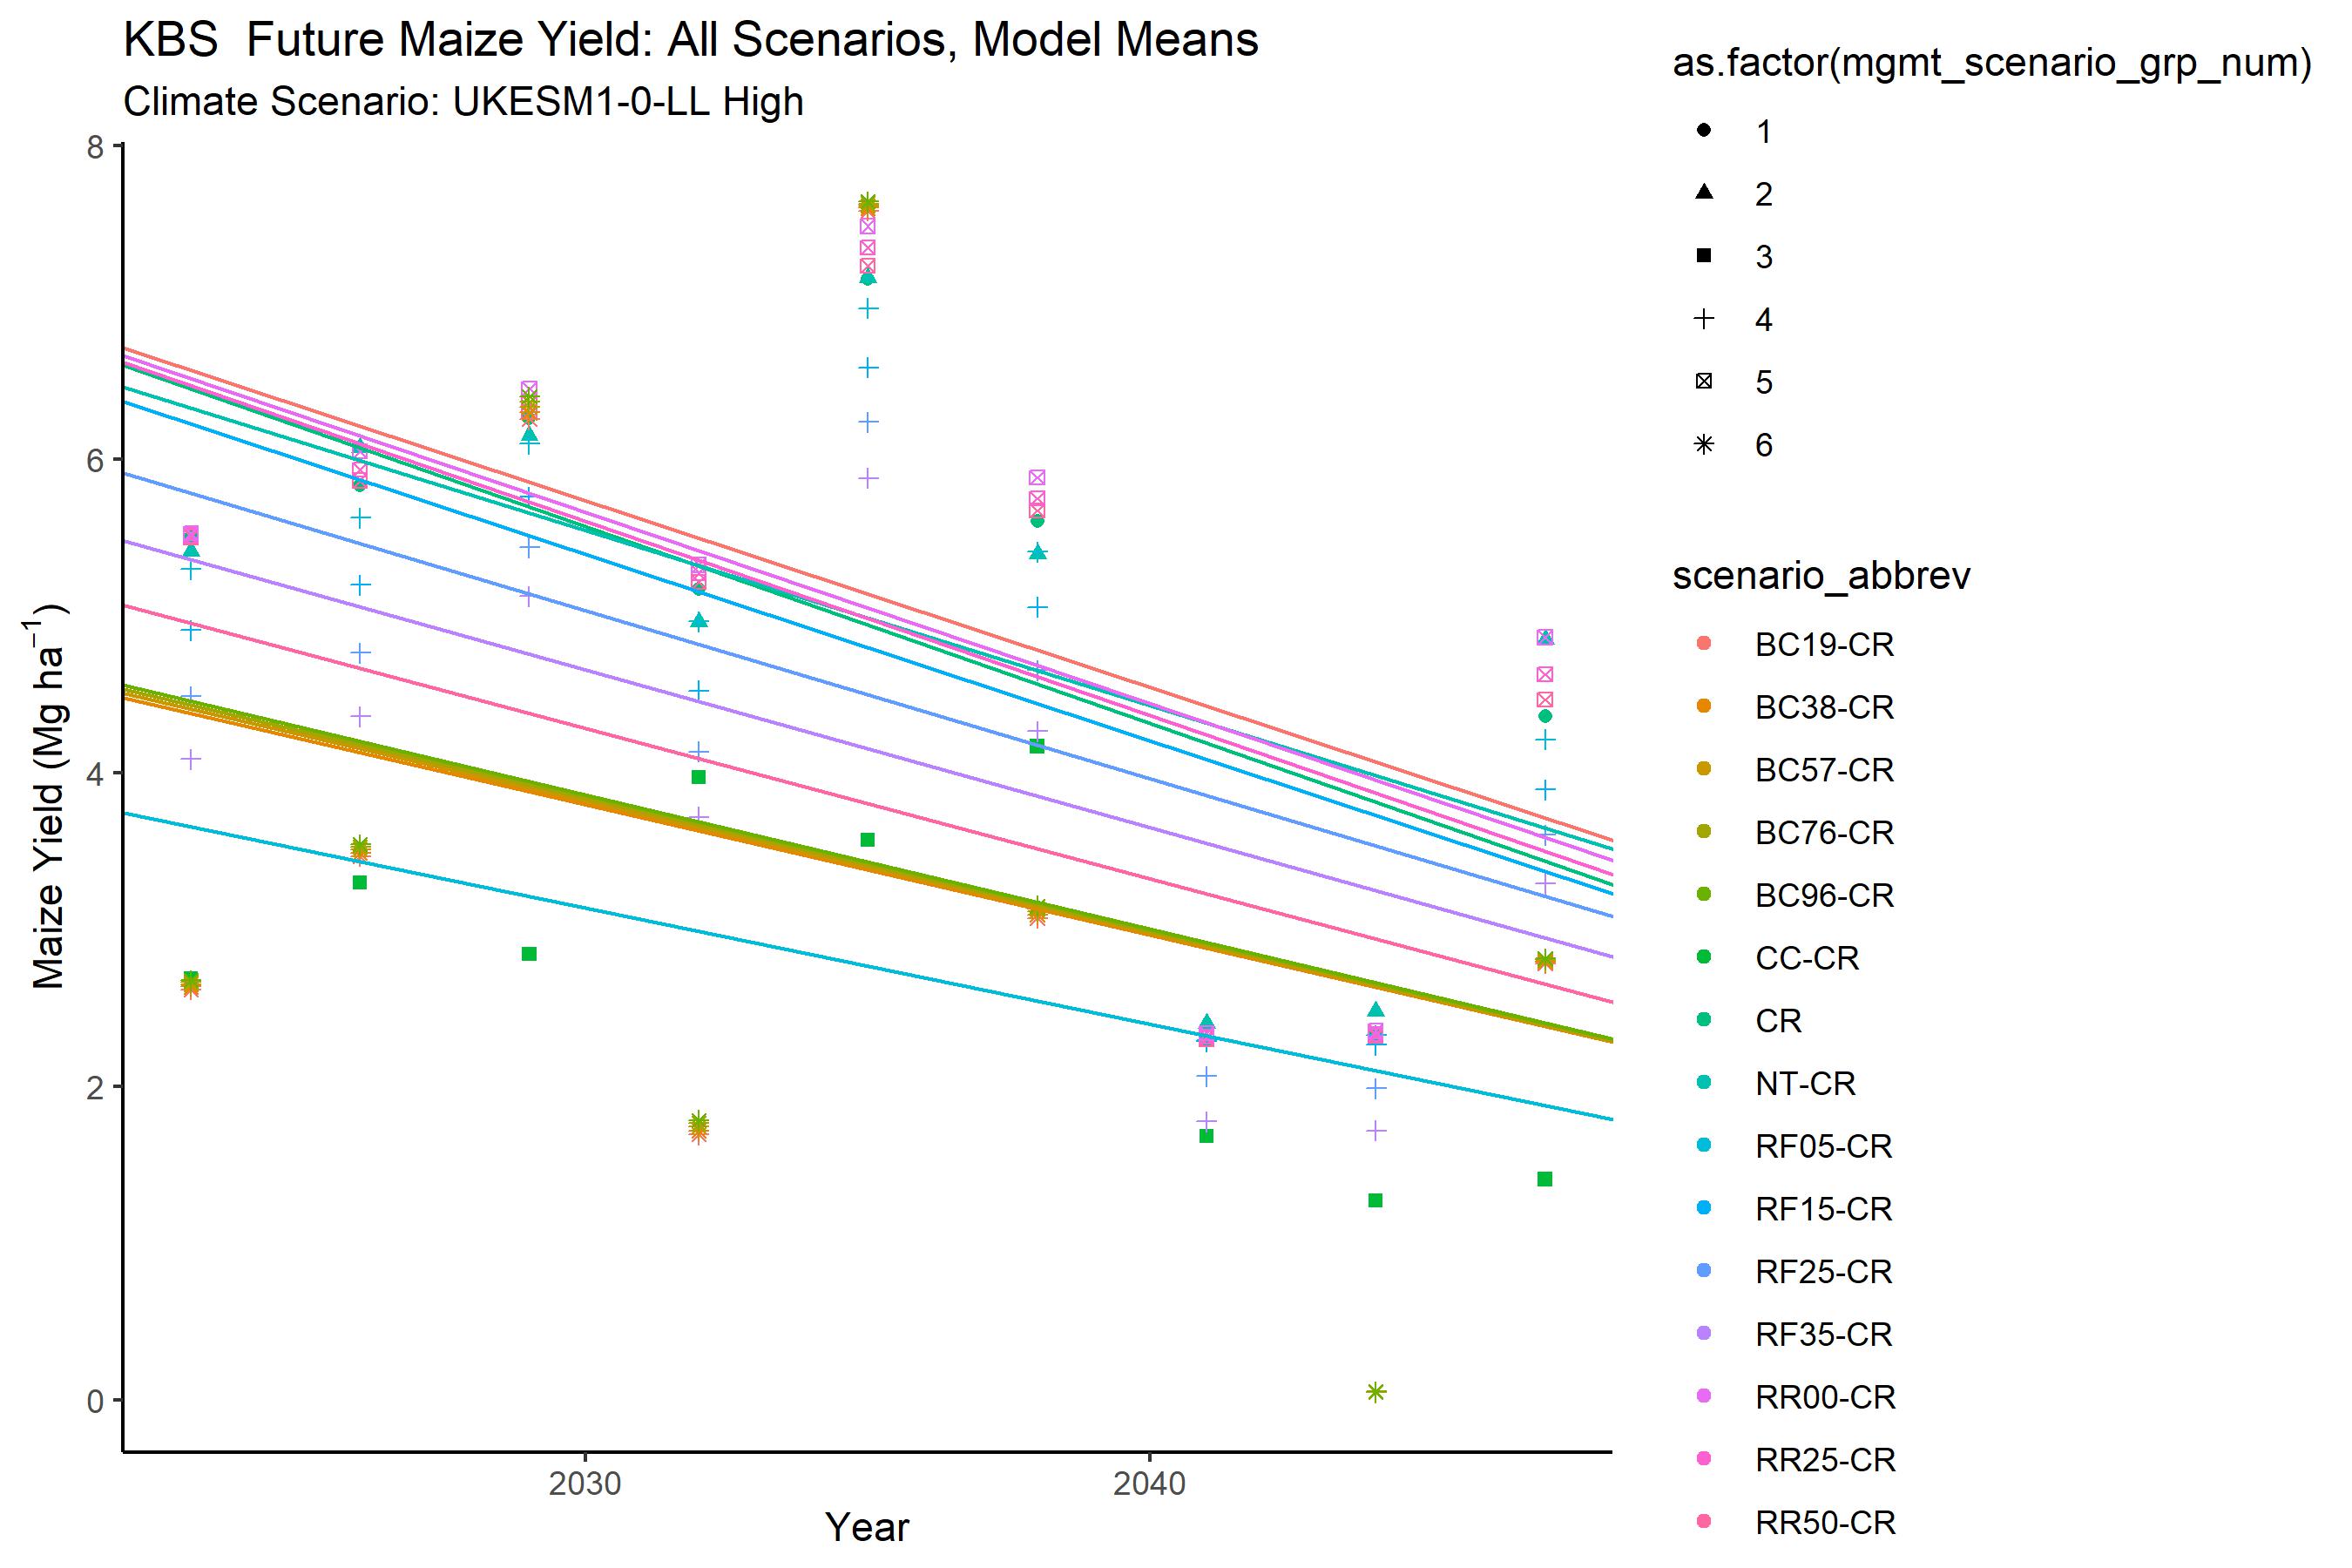 KBS  Future Maize Yield: All Scenarios, Model Means
Climate Scenario: UKESM1-0-LL High
8
6
4
2
0
Maize Yield (Mg ha⁻¹)
2030
2040
Year
as.factor(mgmt_scenario_grp_num)
1
2
3
4
5
6
scenario_abbrev
BC19-CR
BC38-CR
BC57-CR
BC76-CR
BC96-CR
CC-CR
CR
NT-CR
RF05-CR
RF15-CR
RF25-CR
RF35-CR
RR00-CR
RR25-CR
RR50-CR